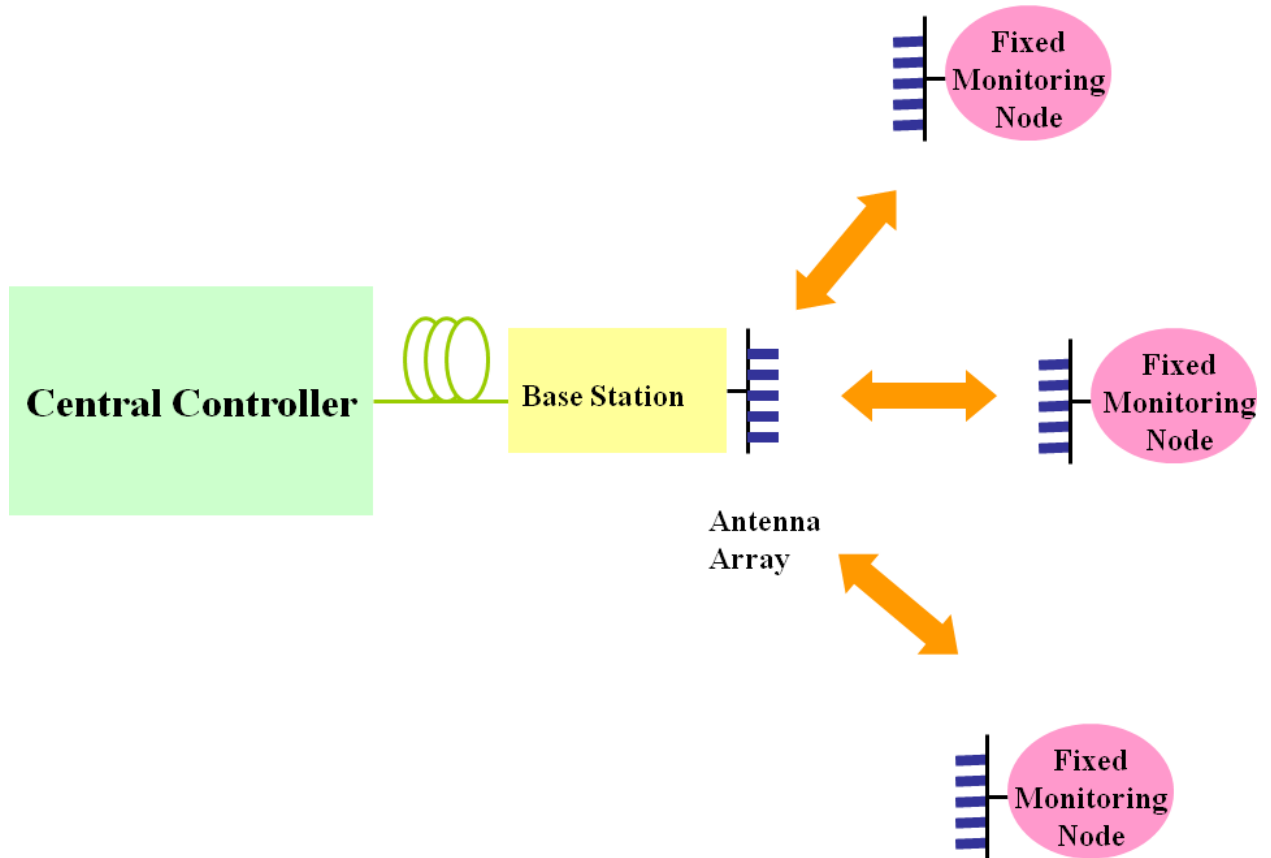 Fixed
Monitoring
Node
Central Controller
Base Station
Fixed
Monitoring
Node
Antenna
Array
Fixed
Monitoring
Node